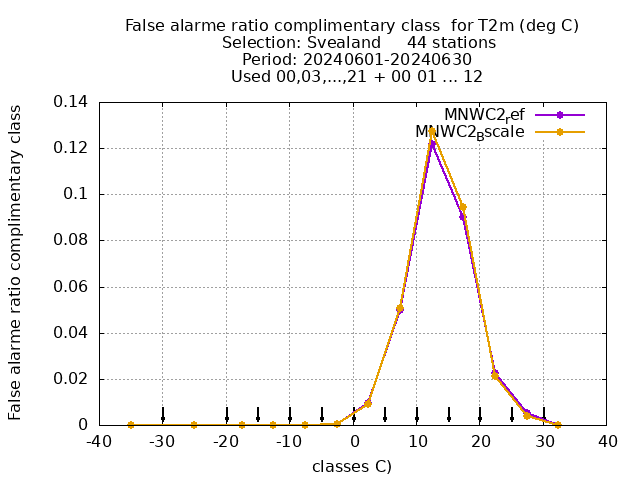 False alarme ratio complimentary class  for T2m (deg C)
Selection: Svealand     44 stations
Period: 20240601-20240630
Used 00,03,...,21 + 00 01 ... 12
False alarme ratio complimentary class
0.14
0.12
0.1
0.08
0.06
0.04
0.02
0
MNWC2ref
MNWC2Bscale
-40 -30 -20 -10 0 10 20 30 40
classes C)